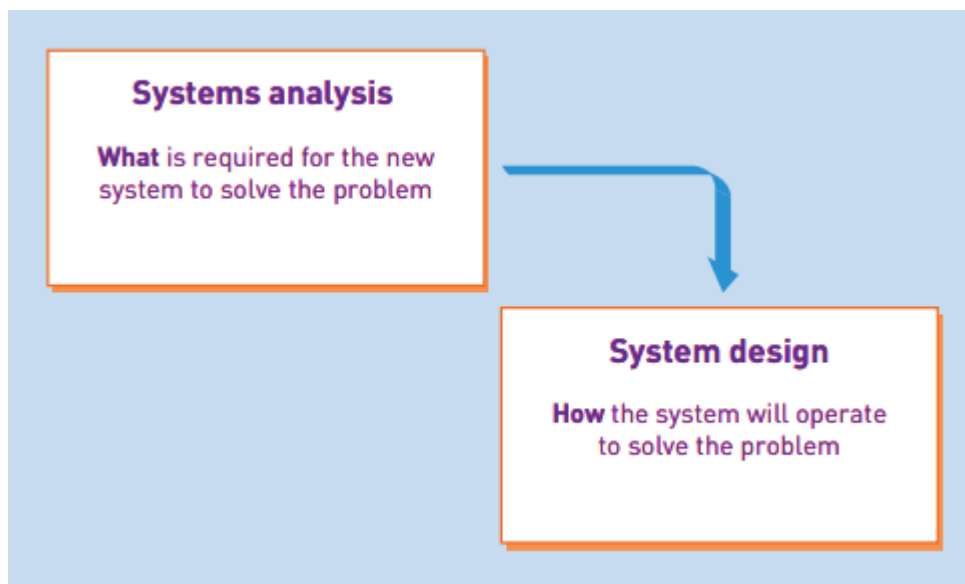 Systems analysis
What is required for the new
system to solve the problem
System design
How the system will operate
to solve the problem